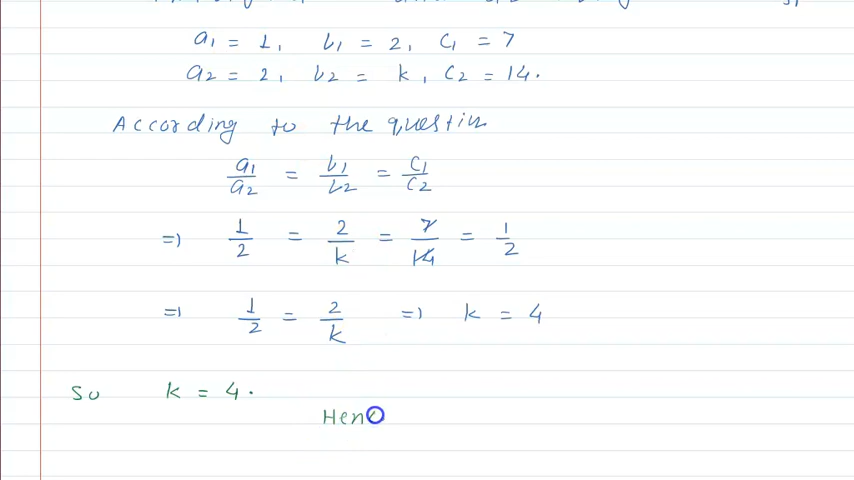 a₁ = 1, b₁ = 2, c₁ = 7
a₂ = 2, b₂ = k, c₂ = 14.
According to the question
a₁/a₂ = b₁/b₂ = c₁/c₂
⇒ 1/2 = 2/k = 7/14 = 1/2
⇒ 1/2 = 2/k ⇒ k = 4
So k = 4.
Hen